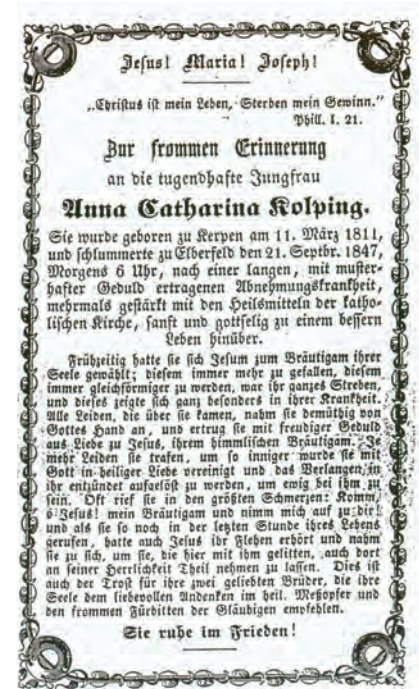 Jesus! Maria! Joseph!
„Christus ist mein Leben, Sterben mein Gewinn."
Phill. I. 21.
Zur frommen Erinnerung
an die tugendhafte Jungfrau
Anna Catharina Kolping.
Sie wurde geboren zu Kerpen am 11. März 1811,
und schlummerte zu Elberfeld den 21. Septbr. 1847,
Morgens 6 Uhr, nach einer langen, mit muster-
hafter Geduld ertragenen Abnehmungskrankheit,
mehrmals gestärkt mit den Heilsmitteln der katho-
lischen Kirche, sanft und gottselig zu einem bessern
Leben hinüber.
Frühzeitig hatte sie sich Jesum zum Bräutigam ihrer
Seele gewählt; diesem immer mehr zu gefallen, diesem
immer gleichförmiger zu werden, war ihr ganzes Streben,
und dieses zeigte sich ganz besonders in ihrer Krankheit.
Alle Leiden, die über sie kamen, nahm sie demüthig von
Gottes Hand an, und ertrug sie mit freudiger Geduld
aus Liebe zu Jesus, ihrem himmlischen Bräutigam. Je
mehr Leiden sie trafen, um so inniger wurde sie mit
Gott in heiliger Liebe vereinigt und das Verlangen in
ihr entzündet aufgelöst zu werden, um ewig bei ihm zu
sein. Oft rief sie in den größten Schmerzen: Komm,
o Jesus! mein Bräutigam und nimm mich auf zu dir!
und als sie so noch in der letzten Stunde ihres Lebens
gerufen, hatte auch Jesus ihr Flehen erhört und nahm
sie zu sich, um sie, die hier mit ihm gelitten, auch dort
an seiner Herrlichkeit Theil nehmen zu lassen. Dies ist
auch der Trost für ihre zwei geliebten Brüder, die ihre
Seele dem liebevollen Andenken im heil. Meßopfer und
den frommen Fürbitten der Gläubigen empfehlen.
Sie ruhe im Frieden!